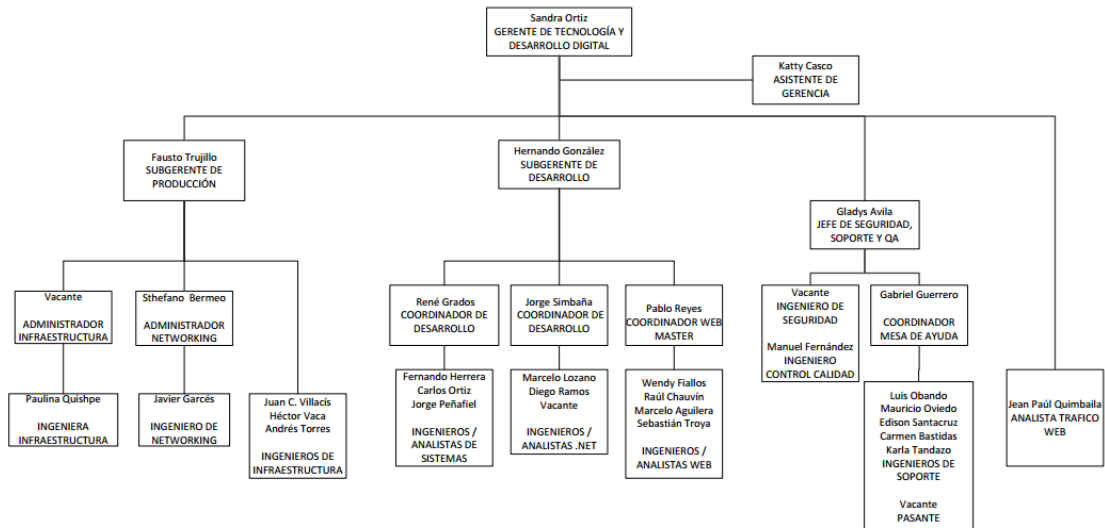 Sandra Ortiz
GERENTE DE TECNOLOGÍA Y
DESARROLLO DIGITAL
Katty Casco
ASISTENTE DE
GERENCIA
Fausto Trujillo
SUBGERENTE DE
PRODUCCIÓN
Hernando González
SUBGERENTE DE
DESARROLLO
Gladys Avila
JEFE DE SEGURIDAD,
SOPORTE Y QA
Vacante
ADMINISTRADOR
INFRAESTRUCTURA
Sthefano Bermeo
ADMINISTRADOR
NETWORKING
René Grados
COORDINADOR DE
DESARROLLO
Jorge Simbaña
COORDINADOR DE
DESARROLLO
Pablo Reyes
COORDINADOR WEB
MASTER
Vacante
INGENIERO DE
SEGURIDAD
Manuel Fernández
INGENIERO
CONTROL CALIDAD
Gabriel Guerrero
COORDINADOR
MESA DE AYUDA
Paulina Quishpe
INGENIERA
INFRAESTRUCTURA
Javier Garcés
INGENIERO DE
NETWORKING
Juan C. Villacís
Héctor Vaca
Andrés Torres
INGENIEROS DE
INFRAESTRUCTURA
Fernando Herrera
Carlos Ortiz
Jorge Peñafiel
INGENIEROS /
ANALISTAS DE
SISTEMAS
Marcelo Lozano
Diego Ramos
Vacante
INGENIEROS /
ANALISTAS .NET
Wendy Fiallos
Raúl Chauvín
Marcelo Aguilera
Sebastián Troya
INGENIEROS /
ANALISTAS WEB
Luis Obando
Mauricio Oviedo
Edison Santacruz
Carmen Bastidas
Karla Tandazo
INGENIEROS DE
SOPORTE
Vacante
PASANTE
Jean Paúl Quimbaila
ANALISTA TRAFICO
WEB